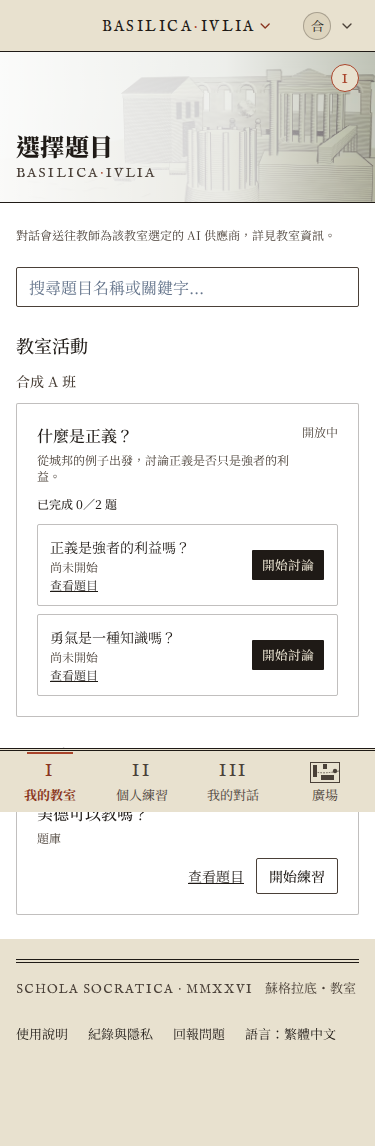 BASILICA·IVLIA
合
I
選擇題目
BASILICA·IVLIA
對話會送往教師為該教室選定的 AI 供應商，詳見教室資訊。
搜尋題目名稱或關鍵字...
教室活動
合成 A 班
什麼是正義？
開放中
從城邦的例子出發，討論正義是否只是強者的利
益。
已完成 0／2 題
正義是強者的利益嗎？
尚未開始
查看題目
開始討論
勇氣是一種知識嗎？
尚未開始
查看題目
開始討論
I
我的教室
II
個人練習
III
我的對話
廣場
美德可以教嗎？
題庫
查看題目
開始練習
SCHOLA SOCRATICA · MMXXVI 蘇格拉底・教室
使用說明 紀錄與隱私 回報問題 語言：繁體中文